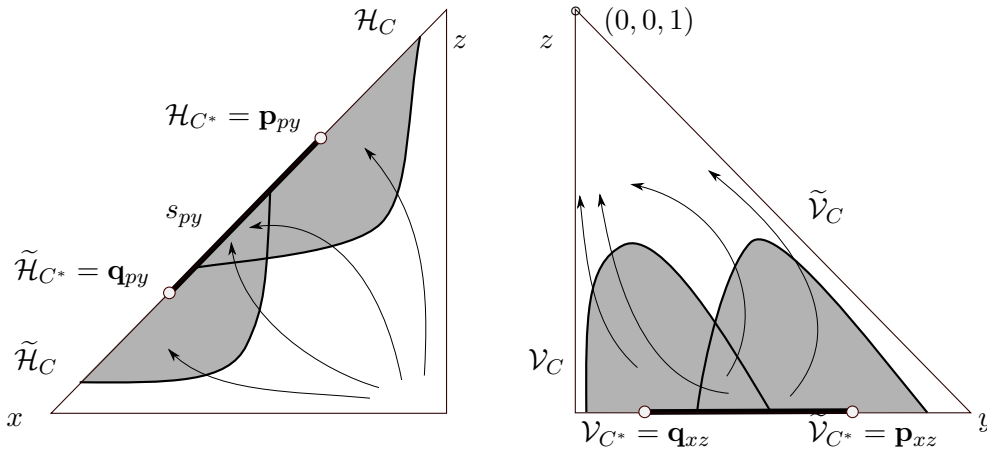 ℋ_C
z
ℋ_{C*} = p_{py}
s_{py}
ℋ̃_{C*} = q_{py}
ℋ̃_C
x
z
(0, 0, 1)
𝒱̃_C
𝒱_C
y
𝒱_{C*} = q_{xz}
𝒱̃_{C*} = p_{xz}